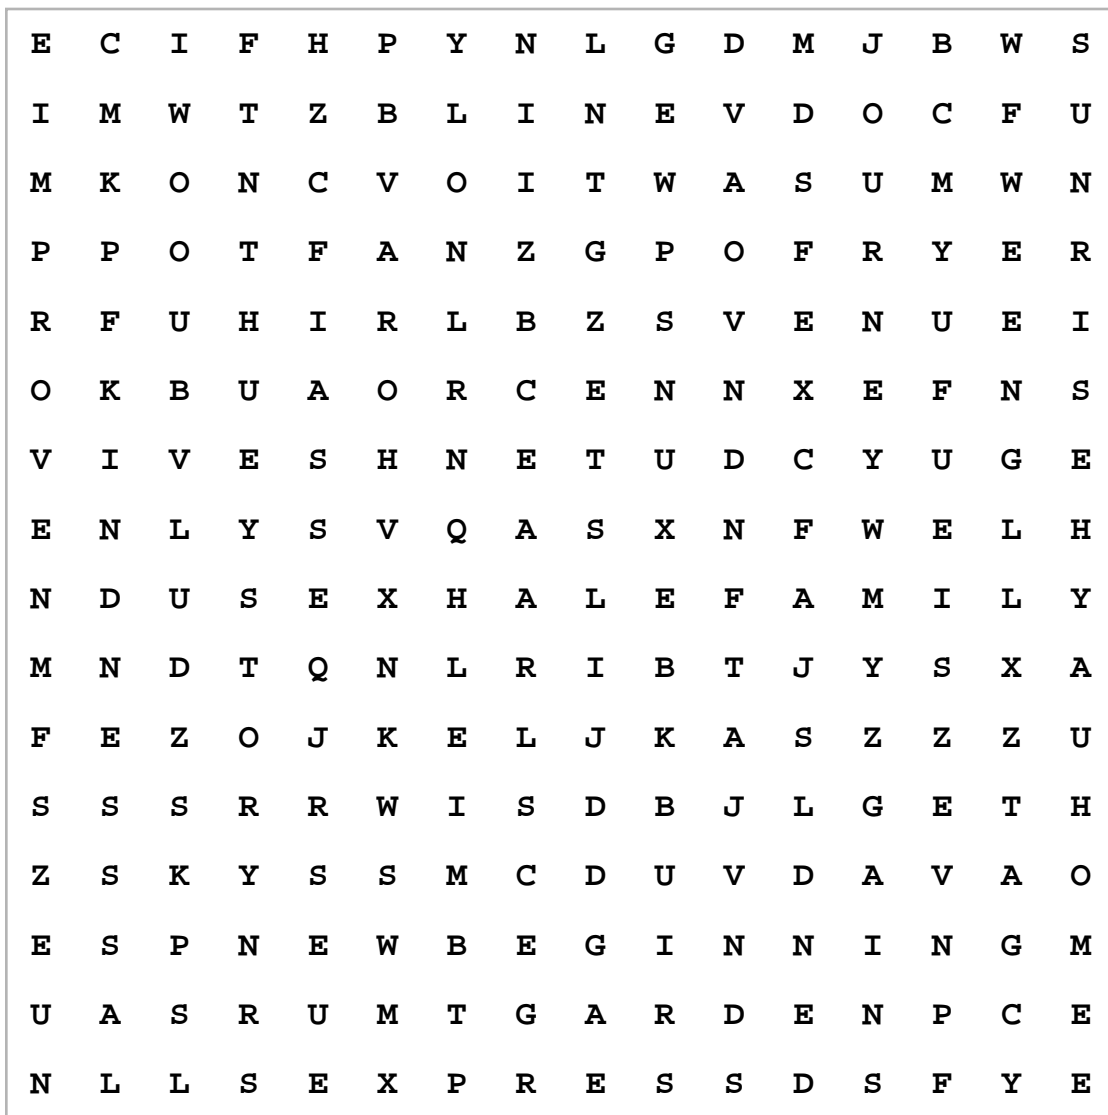 E C I F H P Y N L G D M J B W S
I M W T Z B L I N E V D O C F U
M K O N C V O I T W A S U M W N
P P O T F A N Z G P O F R Y E R
R F U H I R L B Z S V E N U E I
O K B U A O R C E N N X E F N S
V I V E S H N E T U D C Y U G E
E N L Y S V Q A S X N F W E L H
N D U S E X H A L E F A M I L Y
M N D T Q N L R I B T J Y S X A
F E Z O J K E L J K A S Z Z Z U
S S S R R W I S D B J L G E T H
Z S K Y S S M C D U V D A V A O
E S P N E W B E G I N N I N G M
U A S R U M T G A R D E N P C E
N L L S E X P R E S S D S F Y E